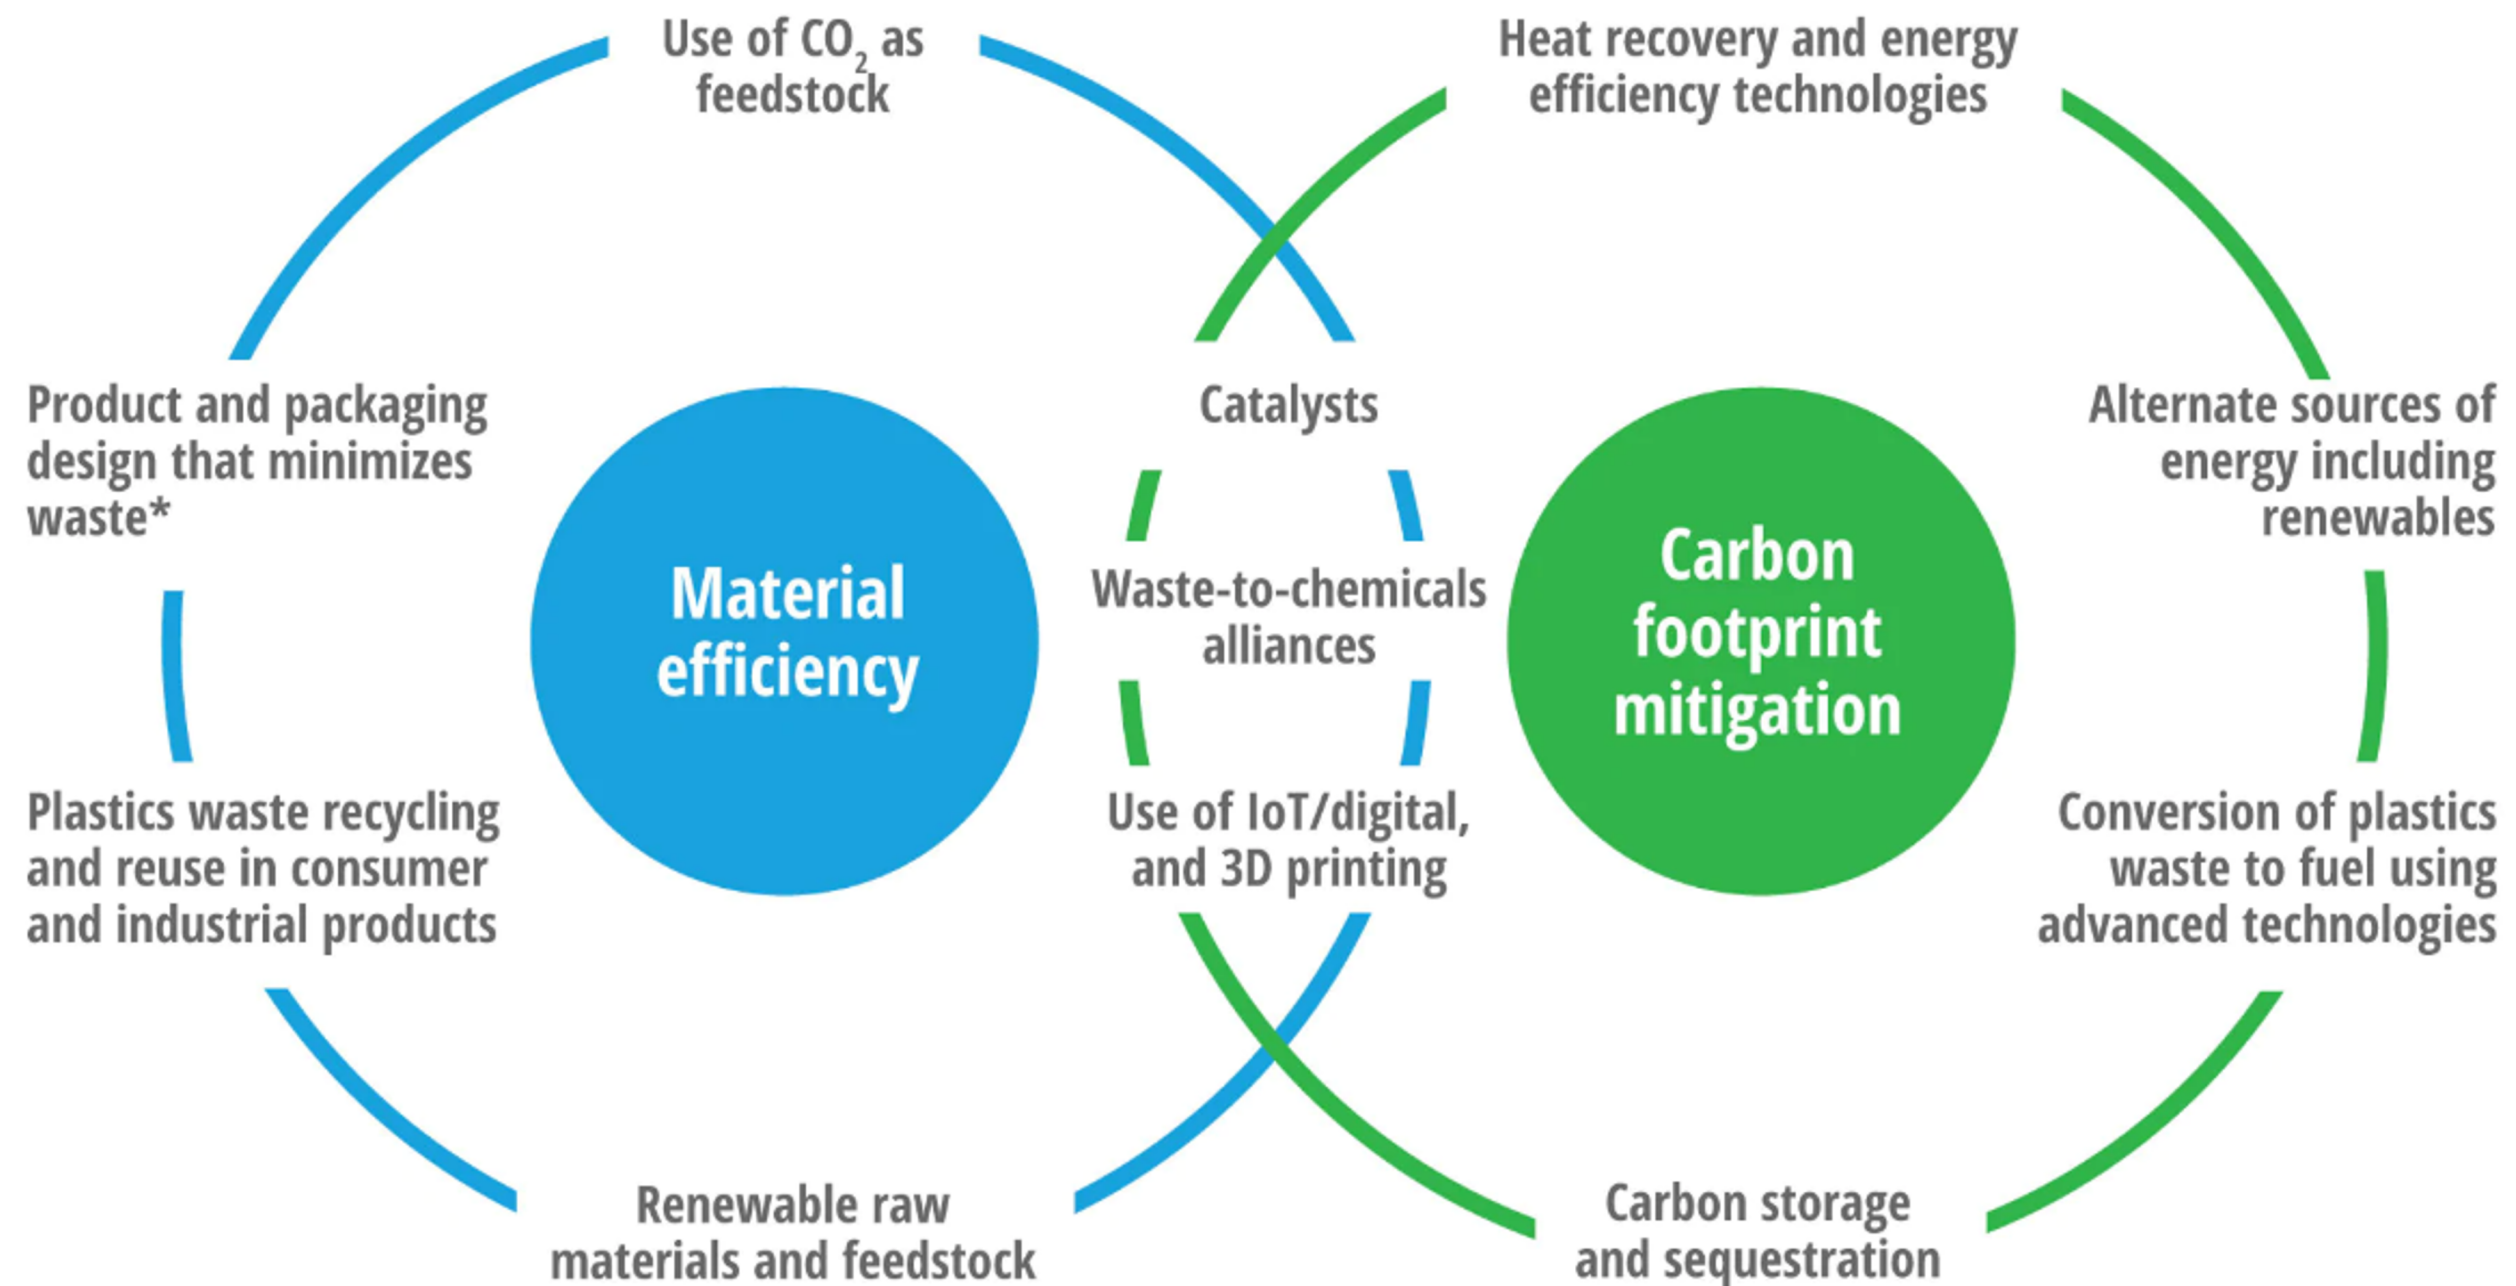 Use of CO₂ as
feedstock
Heat recovery and energy
efficiency technologies
Product and packaging
design that minimizes
waste*
Catalysts
Alternate sources of
energy including
renewables
Material
efficiency
Waste-to-chemicals
alliances
Carbon
footprint
mitigation
Plastics waste recycling
and reuse in consumer
and industrial products
Use of IoT/digital,
and 3D printing
Conversion of plastics
waste to fuel using
advanced technologies
Renewable raw
materials and feedstock
Carbon storage
and sequestration